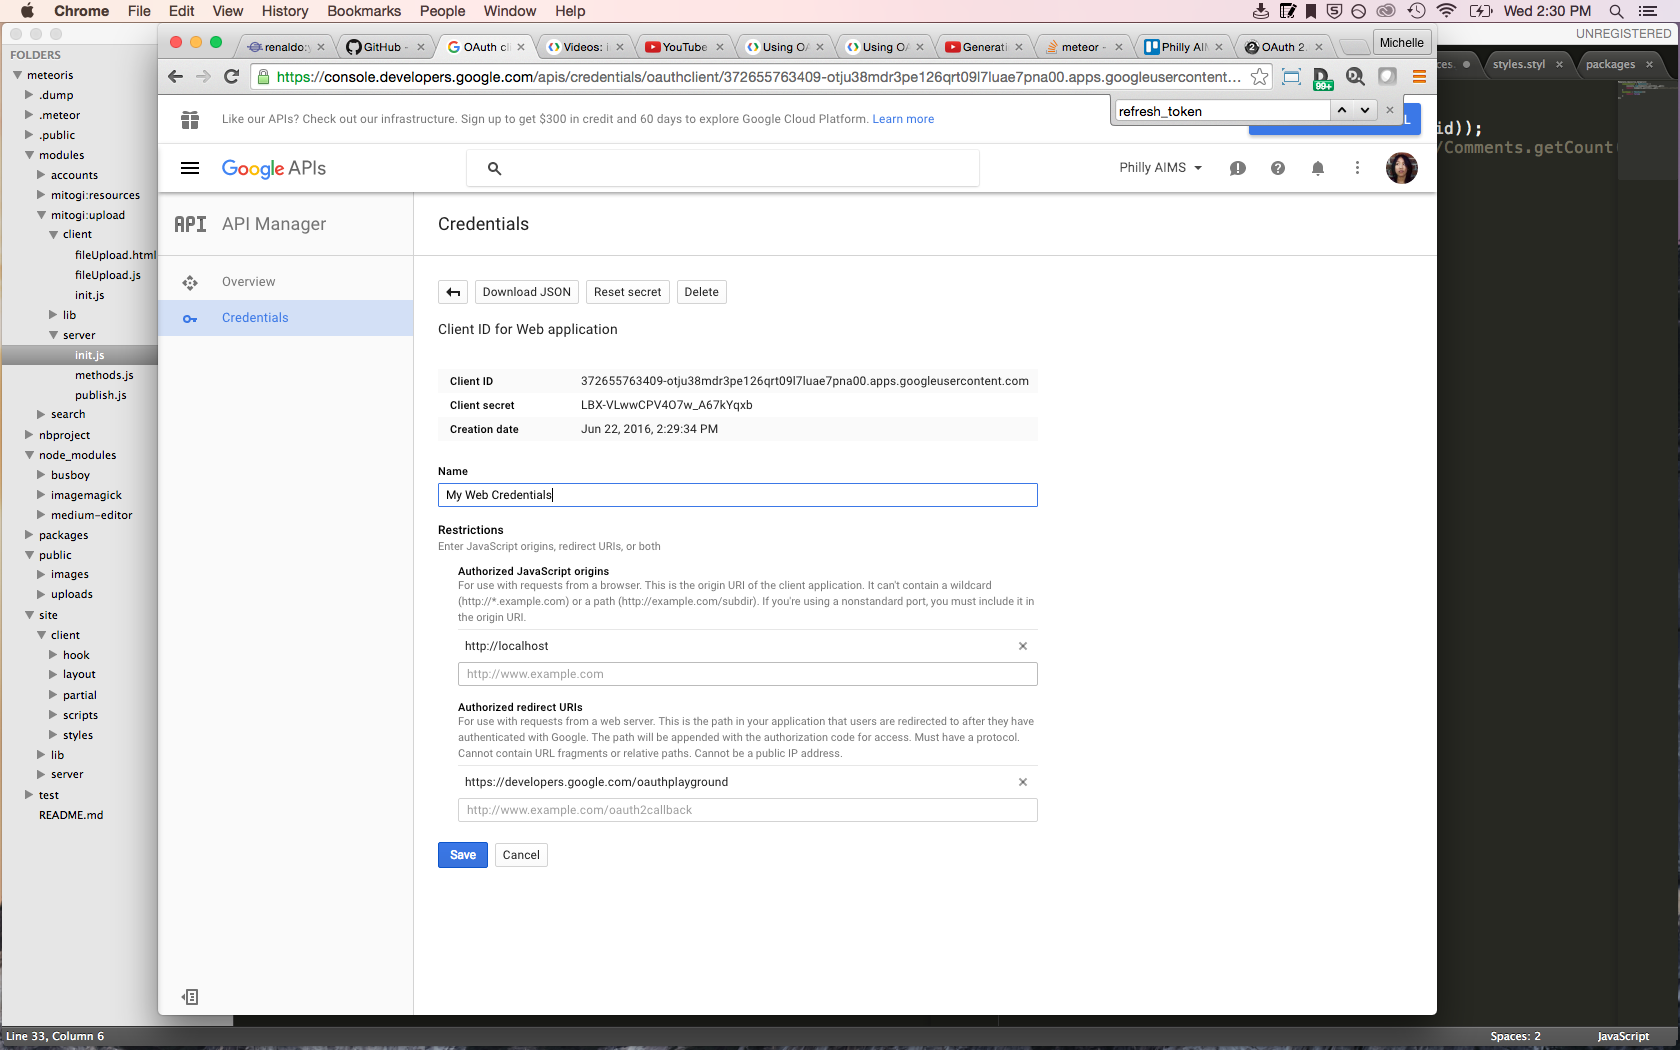 Chrome File Edit View History Bookmarks People Window Help Wed 2:30 PM
UNREGISTERED
FOLDERS
meteoris
.dump
.meteor
.public
modules
accounts
mitogi:resources
mitogi:upload
client
fileUpload.html
fileUpload.js
init.js
lib
server
init.js
methods.js
publish.js
search
nbproject
node_modules
busboy
imagemagick
medium-editor
packages
public
images
uploads
site
client
hook
layout
partial
scripts
styles
lib
server
test
README.md
renaldo:
GitHub -
OAuth cli
Videos: i
YouTube
Using OA
Using OA
Generati
meteor -
Philly AI
OAuth 2.
Michelle
ces
styles.styl
packages
https://console.developers.google.com/apis/credentials/oauthclient/372655763409-otju38mdr3pe126qrt09l7luae7pna00.apps.googleusercontent...
99+
Like our APIs? Check out our infrastructure. Sign up to get $300 in credit and 60 days to explore Google Cloud Platform. Learn more
refresh_token
L
id));
/Comments.getCount(
Google APIs
Philly AIMS
API API Manager
Overview
Credentials
Credentials
Download JSON Reset secret Delete
Client ID for Web application
Client ID 372655763409-otju38mdr3pe126qrt09l7luae7pna00.apps.googleusercontent.com
Client secret LBX-VLwwCPV4O7w_A67kYqxb
Creation date Jun 22, 2016, 2:29:34 PM
Name
My Web Credentials
Restrictions
Enter JavaScript origins, redirect URIs, or both
Authorized JavaScript origins
For use with requests from a browser. This is the origin URI of the client application. It can't contain a wildcard
(http://*.example.com) or a path (http://example.com/subdir). If you're using a nonstandard port, you must include it in
the origin URI.
http://localhost
http://www.example.com
Authorized redirect URIs
For use with requests from a web server. This is the path in your application that users are redirected to after they have
authenticated with Google. The path will be appended with the authorization code for access. Must have a protocol.
Cannot contain URL fragments or relative paths. Cannot be a public IP address.
https://developers.google.com/oauthplayground
http://www.example.com/oauth2callback
Save Cancel
Line 33, Column 6 Spaces: 2 JavaScript